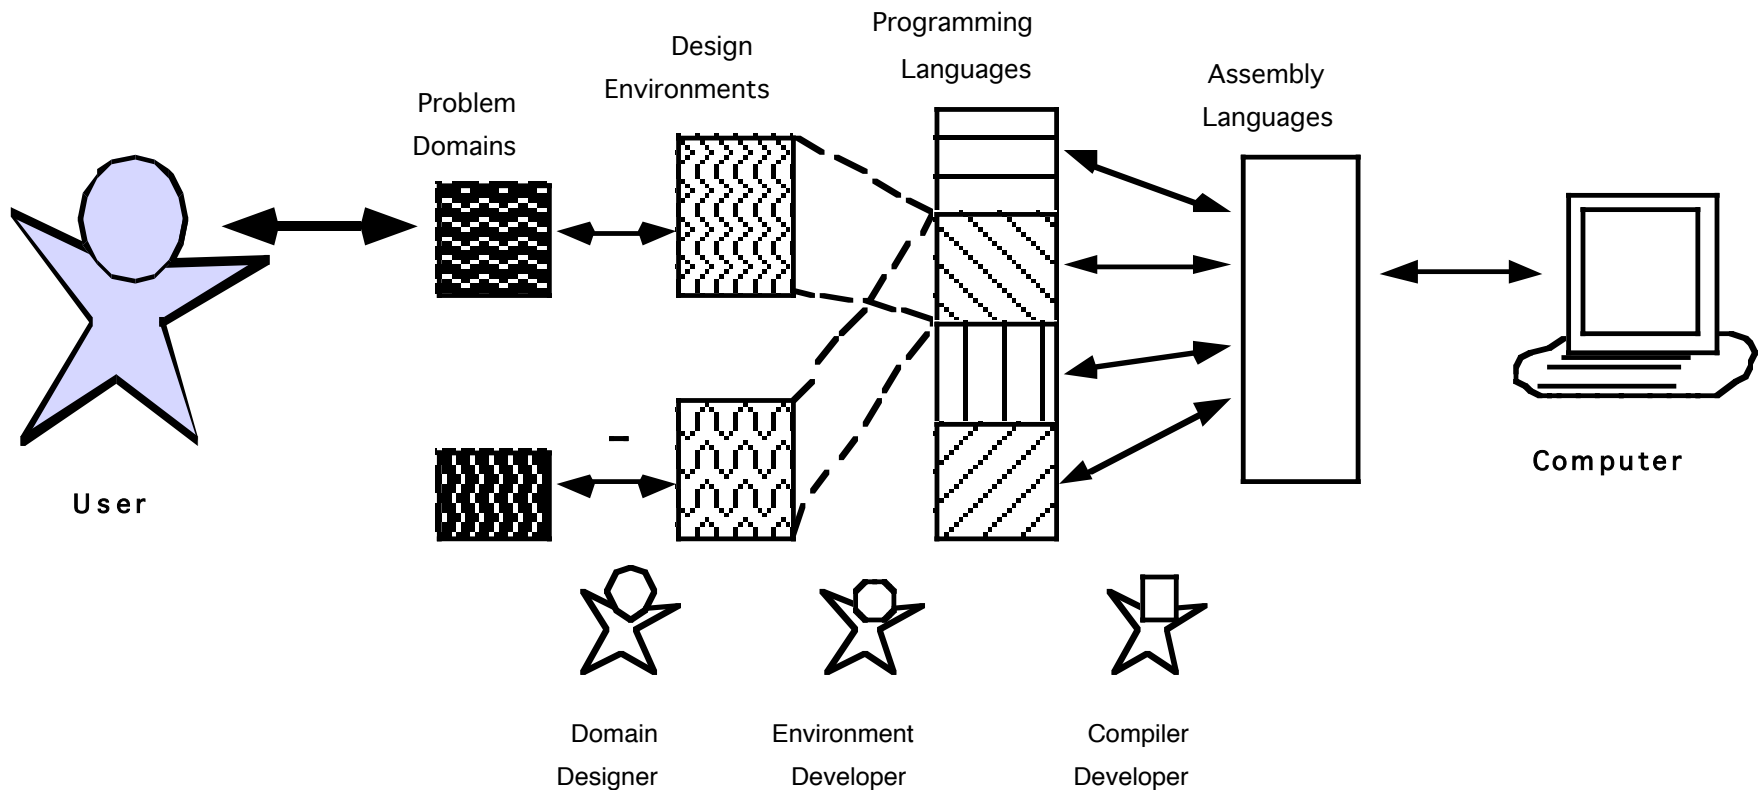 Programming
Languages
Design
Environments
Assembly
Languages
Problem
Domains
User
Computer
Domain
Designer
Environment
Developer
Compiler
Developer